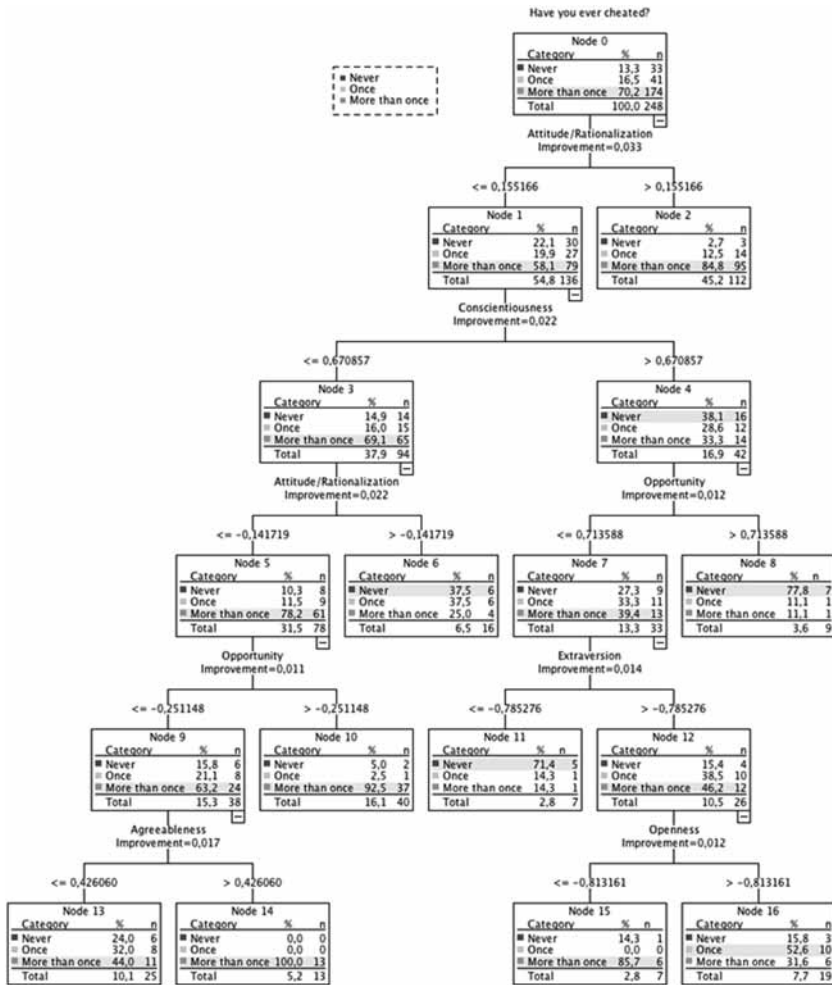 Have you ever cheated?
Never
Once
More than once
Node 0
Category % n
Never 13,3 33
Once 16,5 41
More than once 70,2 174
Total 100,0 248
Attitude/Rationalization
Improvement=0,033
<= 0,155166 > 0,155166
Node 1
Category % n
Never 22,1 30
Once 19,9 27
More than once 58,1 79
Total 54,8 136
Node 2
Category % n
Never 2,7 3
Once 12,5 14
More than once 84,8 95
Total 45,2 112
Conscientiousness
Improvement=0,022
<= 0,670857 > 0,670857
Node 3
Category % n
Never 14,9 14
Once 16,0 15
More than once 69,1 65
Total 37,9 94
Node 4
Category % n
Never 38,1 16
Once 28,6 12
More than once 33,3 14
Total 16,9 42
Attitude/Rationalization
Improvement=0,022
Opportunity
Improvement=0,012
<= -0,141719 > -0,141719 <= 0,713588 > 0,713588
Node 5
Category % n
Never 10,3 8
Once 11,5 9
More than once 78,2 61
Total 31,5 78
Node 6
Category % n
Never 37,5 6
Once 37,5 6
More than once 25,0 4
Total 6,5 16
Node 7
Category % n
Never 27,3 9
Once 33,3 11
More than once 39,4 13
Total 13,3 33
Node 8
Category % n
Never 77,8 7
Once 11,1 1
More than once 11,1 1
Total 3,6 9
Opportunity
Improvement=0,011
Extraversion
Improvement=0,014
<= -0,251148 > -0,251148 <= -0,785276 > -0,785276
Node 9
Category % n
Never 15,8 6
Once 21,1 8
More than once 63,2 24
Total 15,3 38
Node 10
Category % n
Never 5,0 2
Once 2,5 1
More than once 92,5 37
Total 16,1 40
Node 11
Category % n
Never 71,4 5
Once 14,3 1
More than once 14,3 1
Total 2,8 7
Node 12
Category % n
Never 15,4 4
Once 38,5 10
More than once 46,2 12
Total 10,5 26
Agreeableness
Improvement=0,017
Openness
Improvement=0,012
<= 0,426060 > 0,426060 <= -0,813161 > -0,813161
Node 13
Category % n
Never 24,0 6
Once 32,0 8
More than once 44,0 11
Total 10,1 25
Node 14
Category % n
Never 0,0 0
Once 0,0 0
More than once 100,0 13
Total 5,2 13
Node 15
Category % n
Never 14,3 1
Once 0,0 0
More than once 85,7 6
Total 2,8 7
Node 16
Category % n
Never 15,8 3
Once 52,6 10
More than once 31,6 6
Total 7,7 19